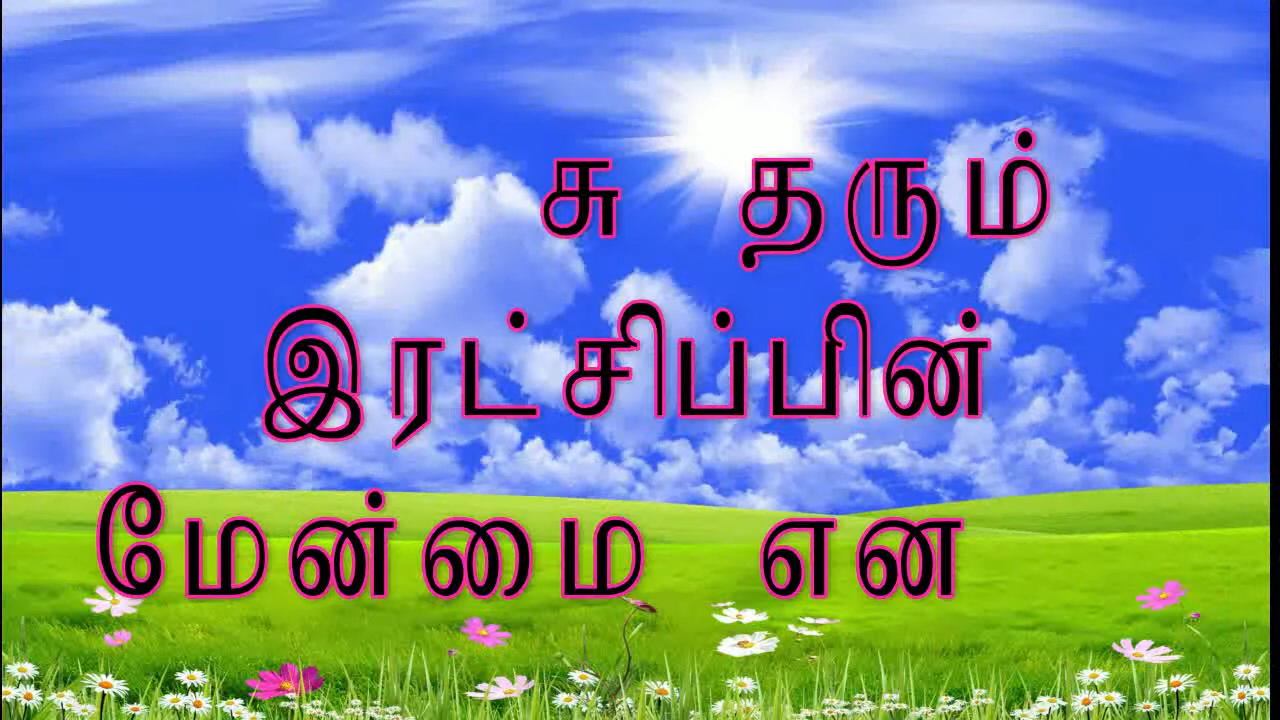 சு தரும்
இரட்சிப்பின்
மேன்மை என